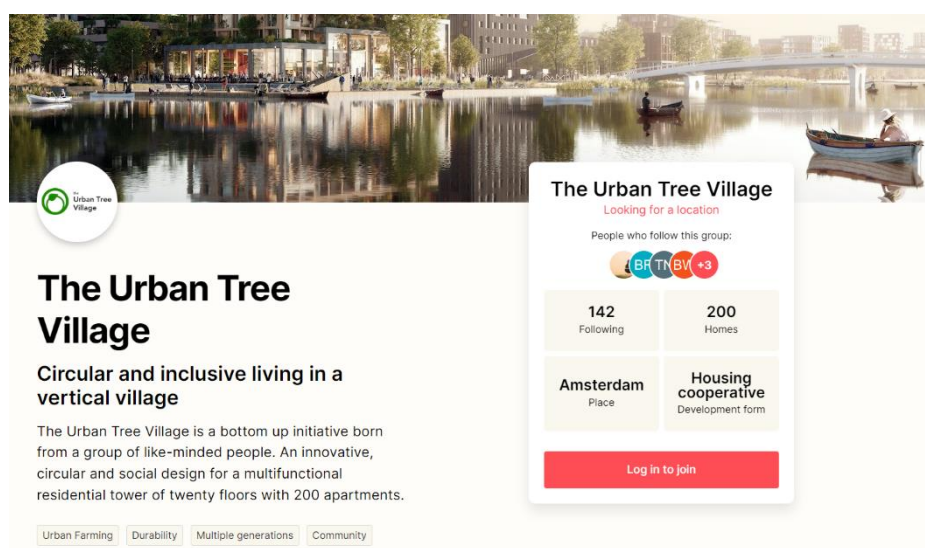 the
Urban Tree
Village
The Urban Tree
Village
Circular and inclusive living in a
vertical village
The Urban Tree Village is a bottom up initiative born
from a group of like-minded people. An innovative,
circular and social design for a multifunctional
residential tower of twenty floors with 200 apartments.
Urban Farming Durability Multiple generations Community
The Urban Tree Village
Looking for a location
People who follow this group:
BF TN BV +3
142
Following
200
Homes
Amsterdam
Place
Housing
cooperative
Development form
Log in to join